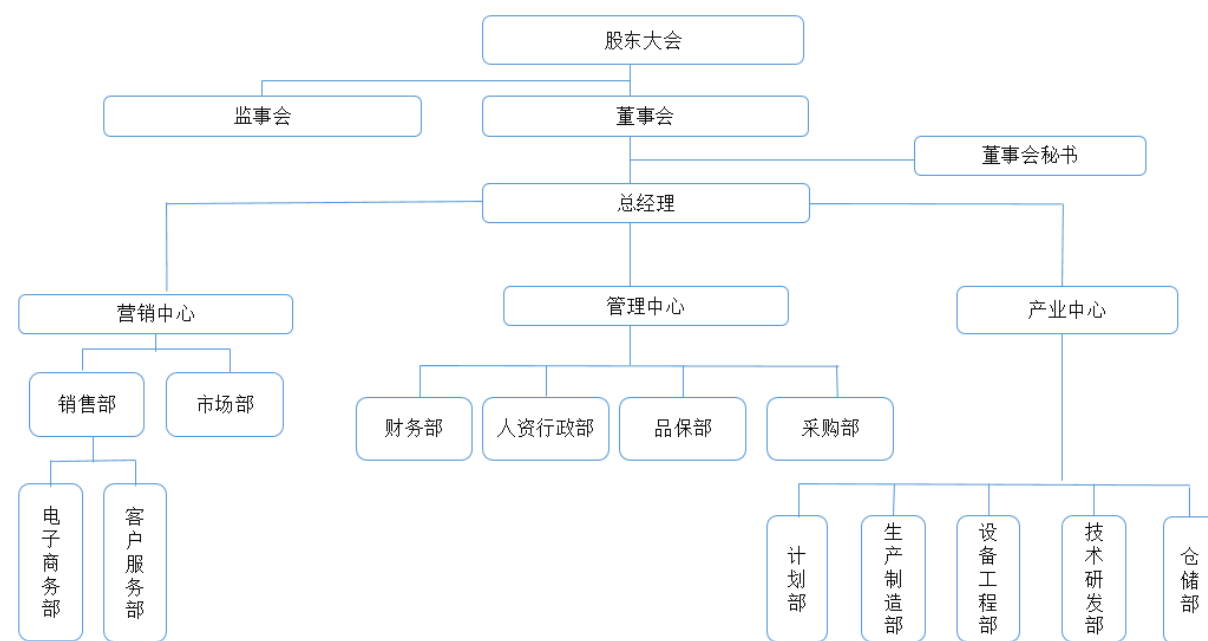 股东大会
监事会
董事会
董事会秘书
总经理
营销中心
管理中心
产业中心
销售部
市场部
财务部
人资行政部
品保部
采购部
电子商务部
客户服务部
计划部
生产制造部
设备工程部
技术研发部
仓储部